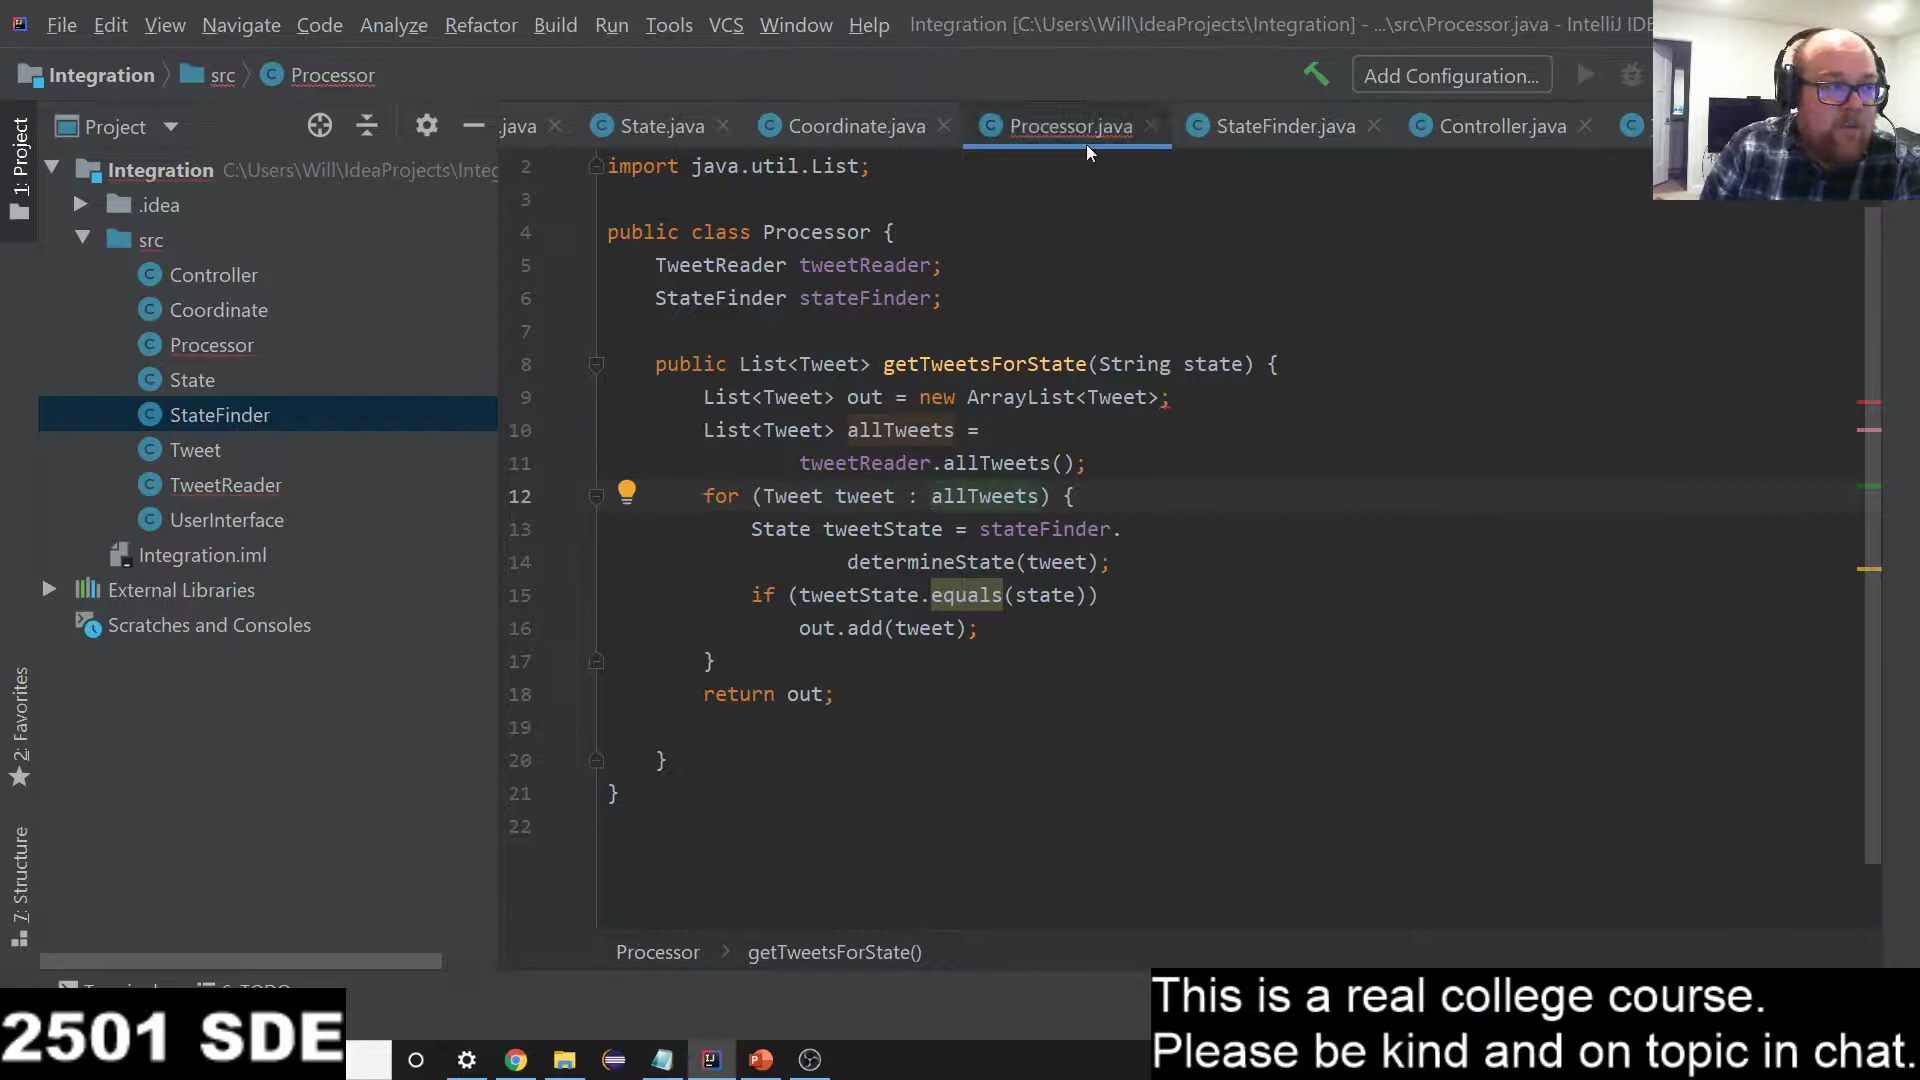 File Edit View Navigate Code Analyze Refactor Build Run Tools VCS Window Help Integration [C:\Users\Will\IdeaProjects\Integration] - ...\src\Processor.java - IntelliJ IDE
Integration src Processor Add Configuration...
1: Project
Project
.java State.java Coordinate.java Processor.java StateFinder.java Controller.java
Integration C:\Users\Will\IdeaProjects\Integ
.idea
src
Controller
Coordinate
Processor
State
StateFinder
Tweet
TweetReader
UserInterface
Integration.iml
External Libraries
Scratches and Consoles
2: Favorites
7: Structure
2 import java.util.List;
3
4 public class Processor {
5 TweetReader tweetReader;
6 StateFinder stateFinder;
7
8 public List<Tweet> getTweetsForState(String state) {
9 List<Tweet> out = new ArrayList<Tweet>;
10 List<Tweet> allTweets =
11 tweetReader.allTweets();
12 for (Tweet tweet : allTweets) {
13 State tweetState = stateFinder.
14 determineState(tweet);
15 if (tweetState.equals(state))
16 out.add(tweet);
17 }
18 return out;
19
20 }
21 }
22
Processor getTweetsForState()
2501 SDE
This is a real college course.
Please be kind and on topic in chat.